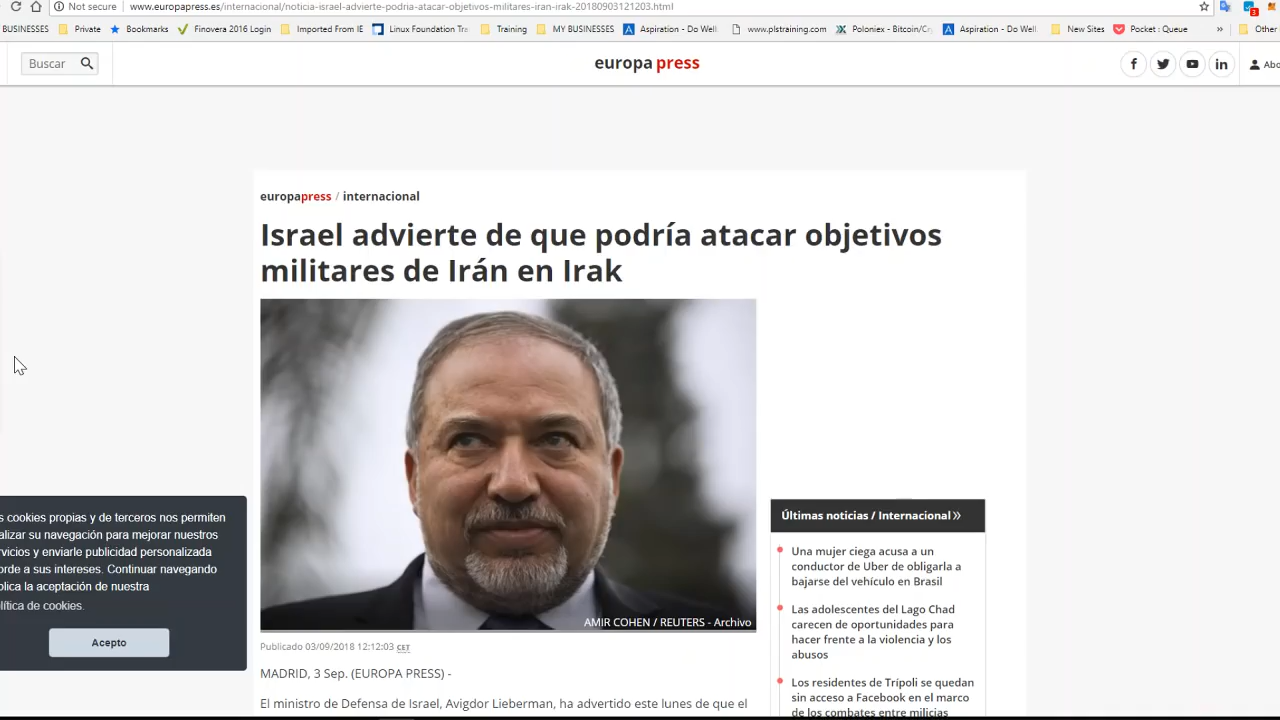 Not secure
www.europapress.es/internacional/noticia-israel-advierte-podria-atacar-objetivos-militares-iran-irak-20180903121203.html
3
BUSINESSES
Private
Bookmarks
Finovera 2016 Login
Imported From IE
Linux Foundation Tra
Training
MY BUSINESSES
Aspiration - Do Well
www.plstraining.com
Poloniex - Bitcoin/Cry
Aspiration - Do Well
New Sites
Pocket : Queue
»
Other
Buscar
europa press
Abo
europapress / internacional
Israel advierte de que podría atacar objetivos
militares de Irán en Irak
AMIR COHEN / REUTERS - Archivo
Publicado 03/09/2018 12:12:03 CET
MADRID, 3 Sep. (EUROPA PRESS) -
El ministro de Defensa de Israel, Avigdor Lieberman, ha advertido este lunes de que el
s cookies propias y de terceros nos permiten
alizar su navegación para mejorar nuestros
rvicios y enviarle publicidad personalizada
orde a sus intereses. Continuar navegando
plica la aceptación de nuestra
lítica de cookies.
Acepto
Últimas noticias / Internacional »
Una mujer ciega acusa a un
conductor de Uber de obligarla a
bajarse del vehículo en Brasil
Las adolescentes del Lago Chad
carecen de oportunidades para
hacer frente a la violencia y los
abusos
Los residentes de Trípoli se quedan
sin acceso a Facebook en el marco
de los combates entre milicias